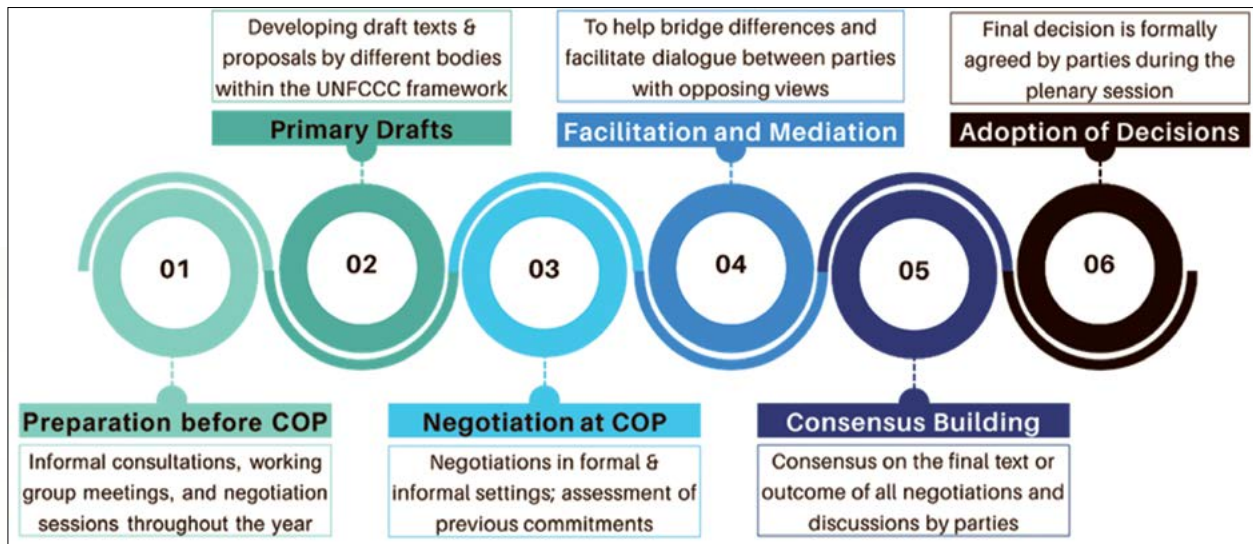 Developing draft texts &
proposals by different bodies
within the UNFCCC framework
Primary Drafts
To help bridge differences and
facilitate dialogue between parties
with opposing views
Facilitation and Mediation
Final decision is formally
agreed by parties during the
plenary session
Adoption of Decisions
01
02
03
04
05
06
Preparation before COP
Informal consultations, working
group meetings, and negotiation
sessions throughout the year
Negotiation at COP
Negotiations in formal &
informal settings; assessment of
previous commitments
Consensus Building
Consensus on the final text or
outcome of all negotiations and
discussions by parties